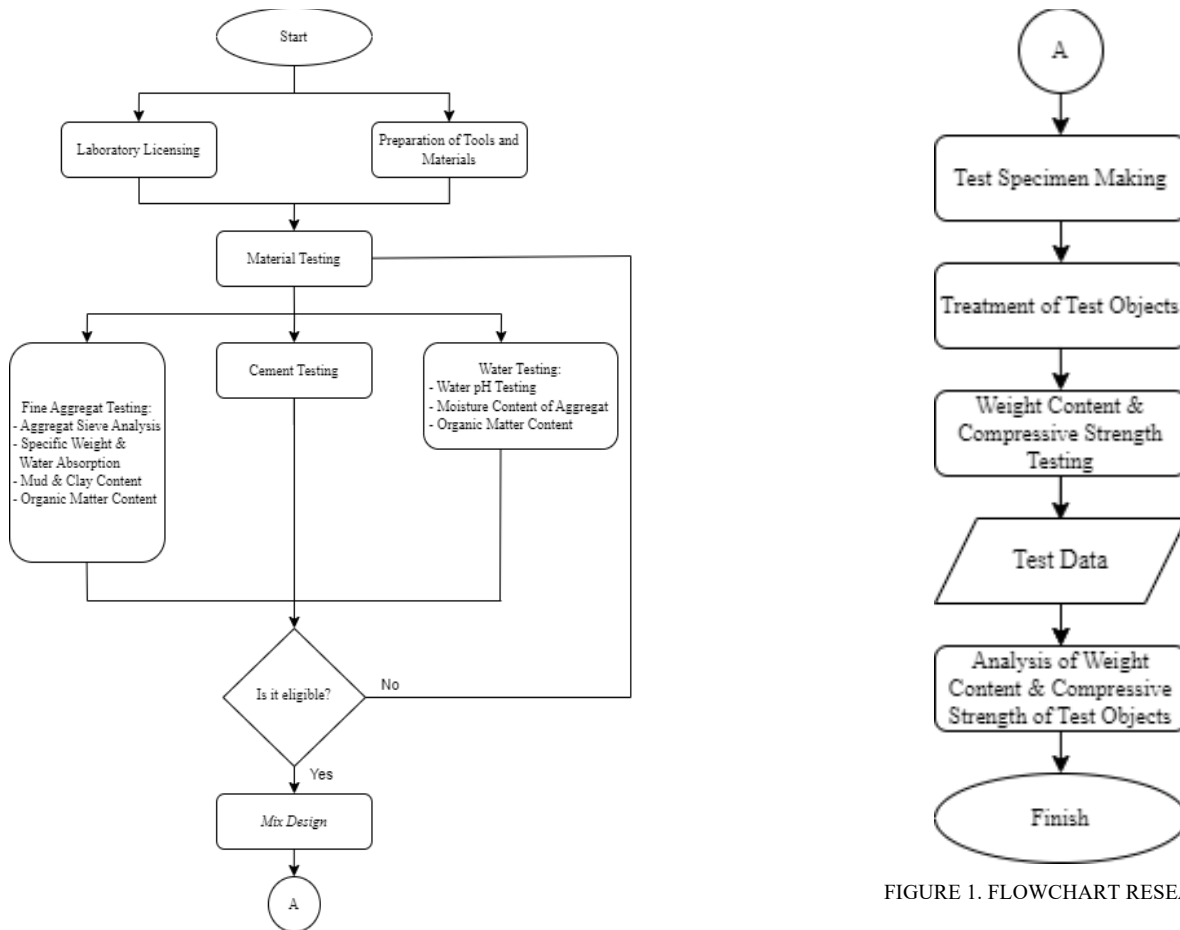 Start
Laboratory Licensing
Preparation of Tools and
Materials
Material Testing
Fine Aggregat Testing:
- Aggregat Sieve Analysis
- Specific Weight &
Water Absorption
- Mud & Clay Content
- Organic Matter Content
Cement Testing
Water Testing:
- Water pH Testing
- Moisture Content of Aggregat
- Organic Matter Content
Is it eligible?
No
Yes
Mix Design
A
A
Test Specimen Making
Treatment of Test Objects
Weight Content &
Compressive Strength
Testing
Test Data
Analysis of Weight
Content & Compressive
Strength of Test Objects
Finish
FIGURE 1. FLOWCHART